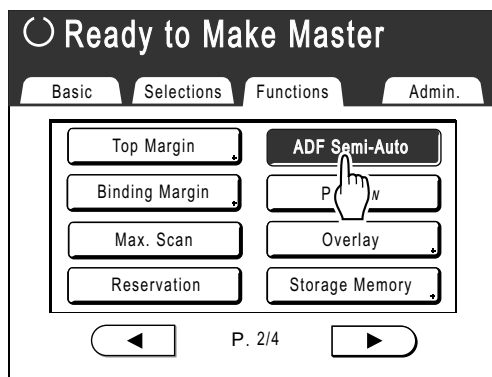 Ready to Make Master
Basic Selections Functions Admin.
Top Margin ADF Semi-Auto
Binding Margin
Max. Scan Overlay
Reservation Storage Memory
P. 2/4